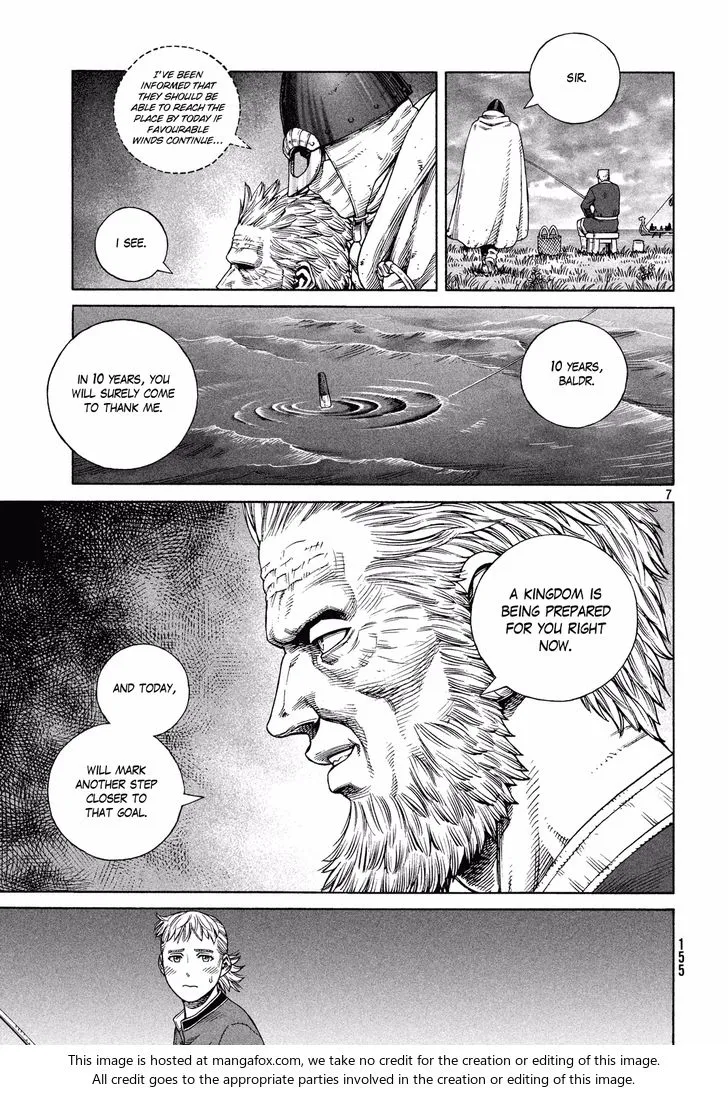 SIR.
I'VE BEEN
INFORMED THAT
THEY SHOULD BE
ABLE TO REACH THE
PLACE BY TODAY IF
FAVOURABLE
WINDS CONTINUE...
I SEE.
10 YEARS,
BALDR.
IN 10 YEARS, YOU
WILL SURELY COME
TO THANK ME.
7
A KINGDOM IS
BEING PREPARED
FOR YOU RIGHT
NOW.
AND TODAY,
WILL MARK
ANOTHER STEP
CLOSER TO
THAT GOAL.
155
This image is hosted at mangafox.com, we take no credit for the creation or editing of this image.
All credit goes to the appropriate parties involved in the creation or editing of this image.